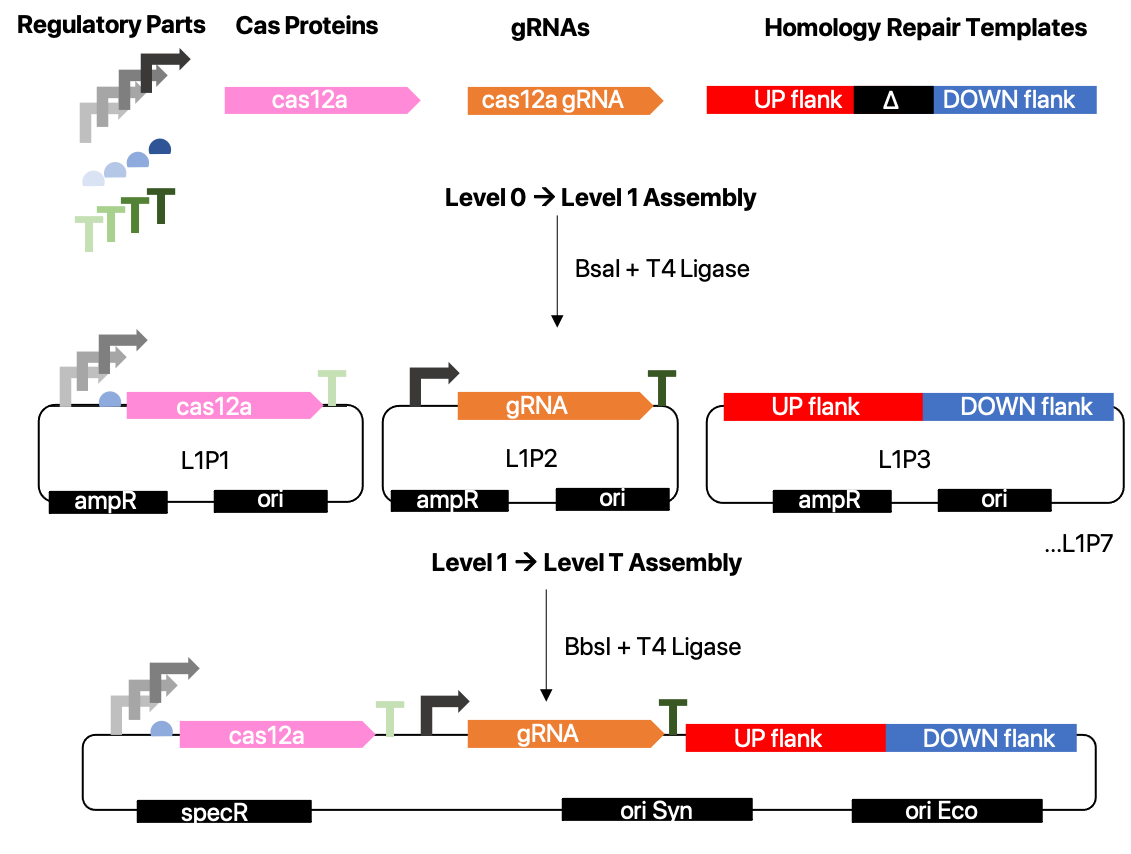 Regulatory Parts
Cas Proteins
gRNAs
Homology Repair Templates
cas12a
cas12a gRNA
UP flank
Δ
DOWN flank
T T T T
Level 0 → Level 1 Assembly
BsaI + T4 Ligase
cas12a
T
gRNA
T
UP flank
DOWN flank
L1P1
L1P2
L1P3
ampR
ori
ampR
ori
ampR
ori
...L1P7
Level 1 → Level T Assembly
BbsI + T4 Ligase
cas12a
T
gRNA
T
UP flank
DOWN flank
specR
ori Syn
ori Eco